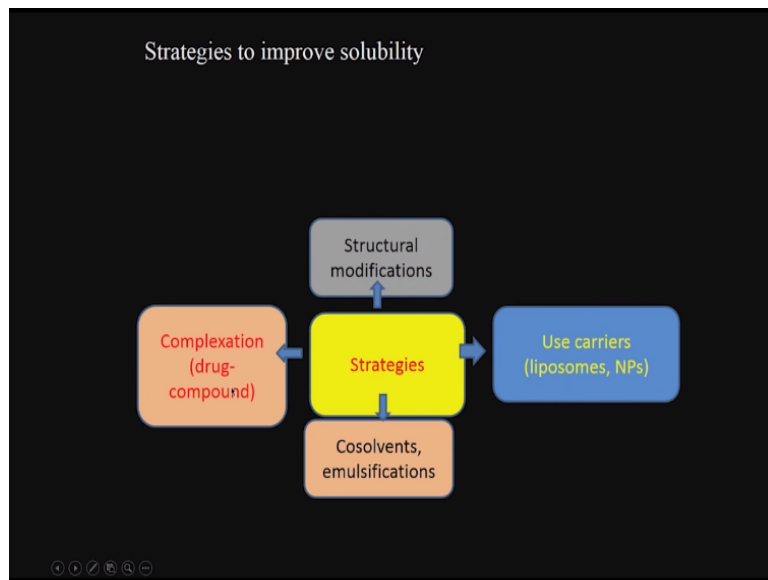 Strategies to improve solubility
Structural
modifications
Complexation
(drug-
compound)
Strategies
Use carriers
(liposomes, NPs)
Cosolvents,
emulsifications